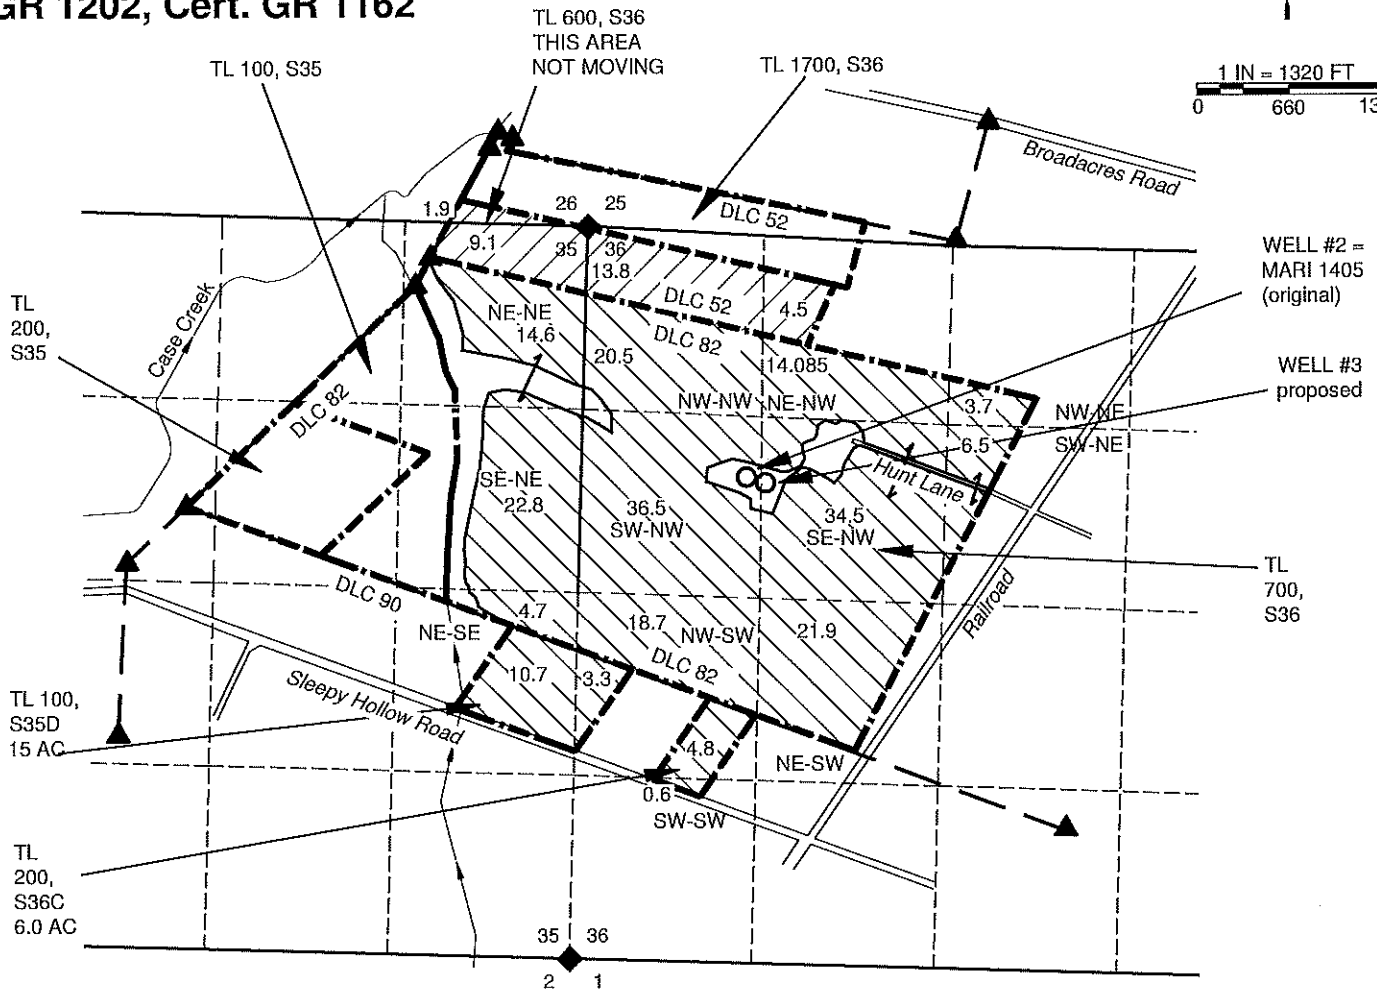 GR 1202, Cert. GR 1162
TL 600, S36
THIS AREA
NOT MOVING
TL 100, S35
TL 1700, S36
1 IN = 1320 FT
0 660 13
Broadacres Road
1.9
26 25
DLC 52
9.1
35 36
13.8
WELL #2 =
MARI 1405
(original)
TL
200,
S35
Case Creek
NE-NE
14.6
DLC 52
4.5
DLC 82
20.5
14.085
WELL #3
proposed
DLC 82
NW-NW
NE-NW
3.7
NW-NE
SW-NE
6.5
Hunt Lane
SE-NE
22.8
36.5
SW-NW
34.5
SE-NW
TL
700,
S36
DLC 90
4.7
NE-SE
18.7
NW-SW
21.9
Railroad
DLC 82
10.7
3.3
Sleepy Hollow Road
TL 100,
S35D
15 AC
4.8
NE-SW
0.6
SW-SW
TL
200,
S36C
6.0 AC
35 36
2 1